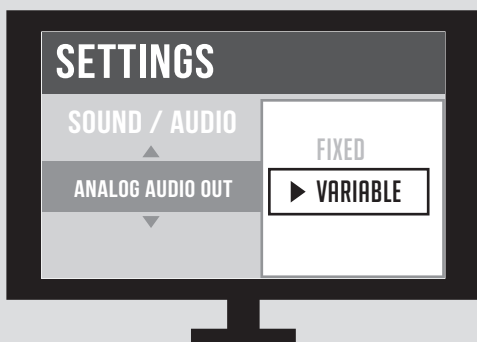 SETTINGS
SOUND / AUDIO
FIXED
ANALOG AUDIO OUT
VARIABLE